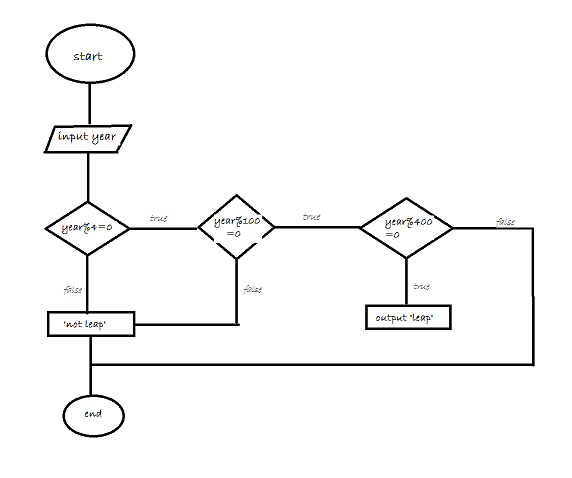 start
input year
year%4=0
true
year%100
=0
true
year%400
=0
false
false
false
true
"not leap"
output "leap"
end